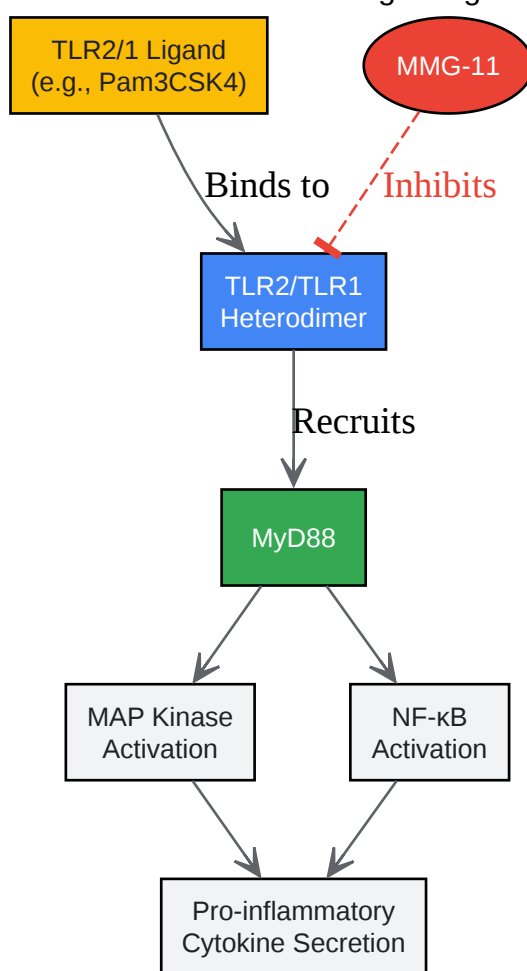 TLR2/1 Ligand
(e.g., Pam3CSK4)
MMG-11
Binds to
Inhibits
TLR2/TLR1
Heterodimer
Recruits
MyD88
MAP Kinase
Activation
NF-κB
Activation
Pro-inflammatory
Cytokine Secretion